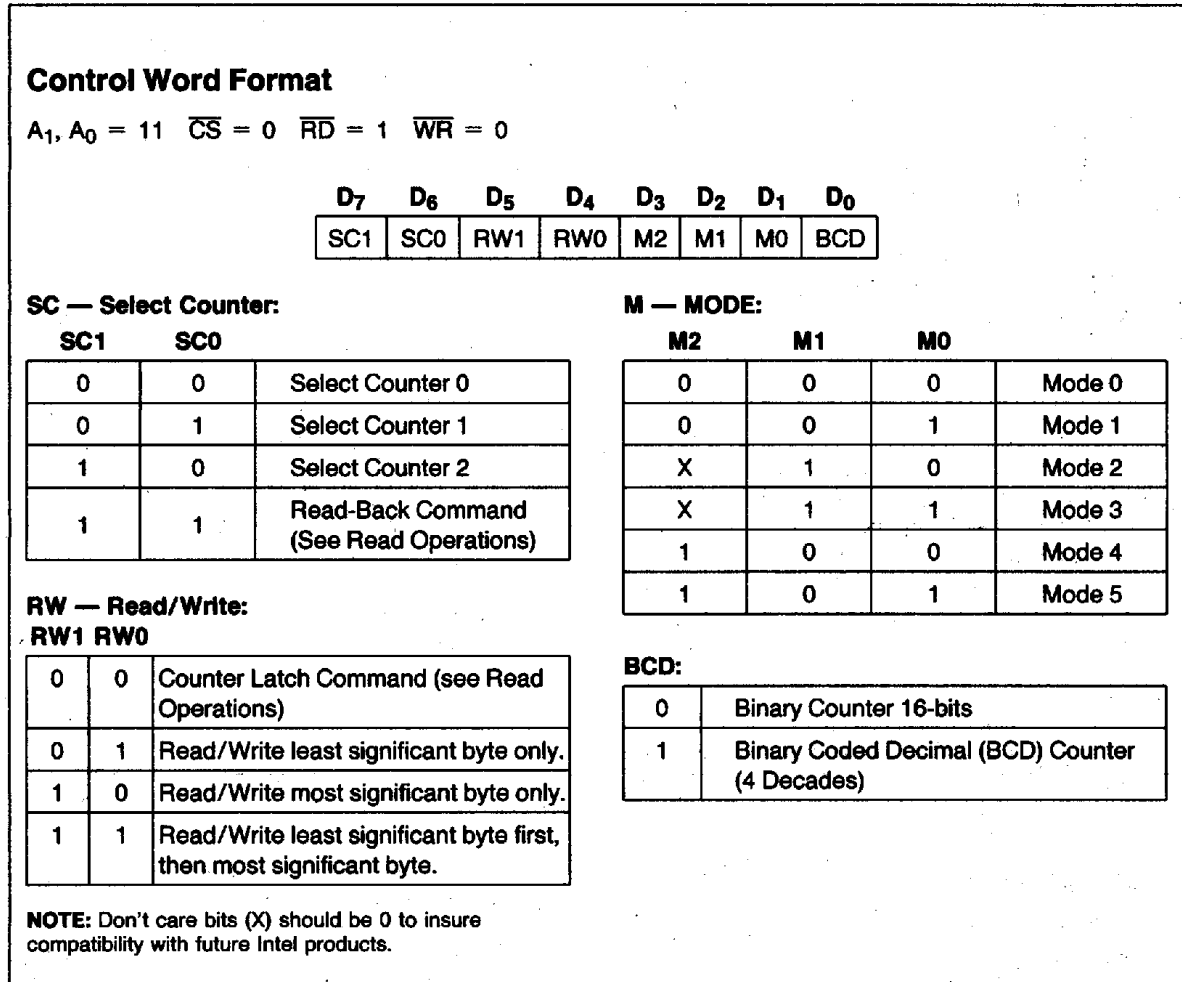 Control Word Format
A1, A0 = 11 C̅S̅ = 0 R̅D̅ = 1 W̅R̅ = 0
D7 D6 D5 D4 D3 D2 D1 D0
SC1 SC0 RW1 RW0 M2 M1 M0 BCD
SC — Select Counter:
SC1 SC0
0 0 Select Counter 0
0 1 Select Counter 1
1 0 Select Counter 2
1 1 Read-Back Command
(See Read Operations)
RW — Read/Write:
RW1 RW0
0 0 Counter Latch Command (see Read
Operations)
0 1 Read/Write least significant byte only.
1 0 Read/Write most significant byte only.
1 1 Read/Write least significant byte first,
then most significant byte.
M — MODE:
M2 M1 M0
0 0 0 Mode 0
0 0 1 Mode 1
X 1 0 Mode 2
X 1 1 Mode 3
1 0 0 Mode 4
1 0 1 Mode 5
BCD:
0 Binary Counter 16-bits
1 Binary Coded Decimal (BCD) Counter
(4 Decades)
NOTE: Don't care bits (X) should be 0 to insure
compatibility with future Intel products.